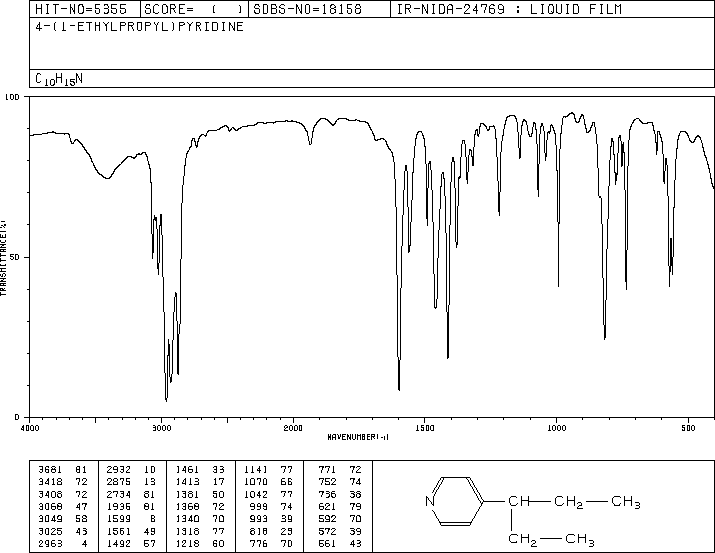 HIT-NO=5355 SCORE= ( ) SDBS-NO=18158 IR-NIDA-24769 : LIQUID FILM
4-(1-ETHYLPROPYL)PYRIDINE
C10H15N
100
50
0
TRANSMITTANCE(%)
4000 3000 2000 1500 1000 500
WAVENUMBER(-1)
3681 81 2932 10 1461 33 1141 77 771 72
3418 72 2875 13 1413 17 1070 66 752 74
3408 72 2734 81 1381 50 1042 77 736 38
3068 47 1936 81 1368 72 999 74 621 79
3049 58 1599 8 1340 70 993 39 592 70
3025 43 1561 49 1318 77 818 23 572 39
2963 4 1492 57 1218 60 776 70 561 43
N CH CH2 CH3
CH2 CH3